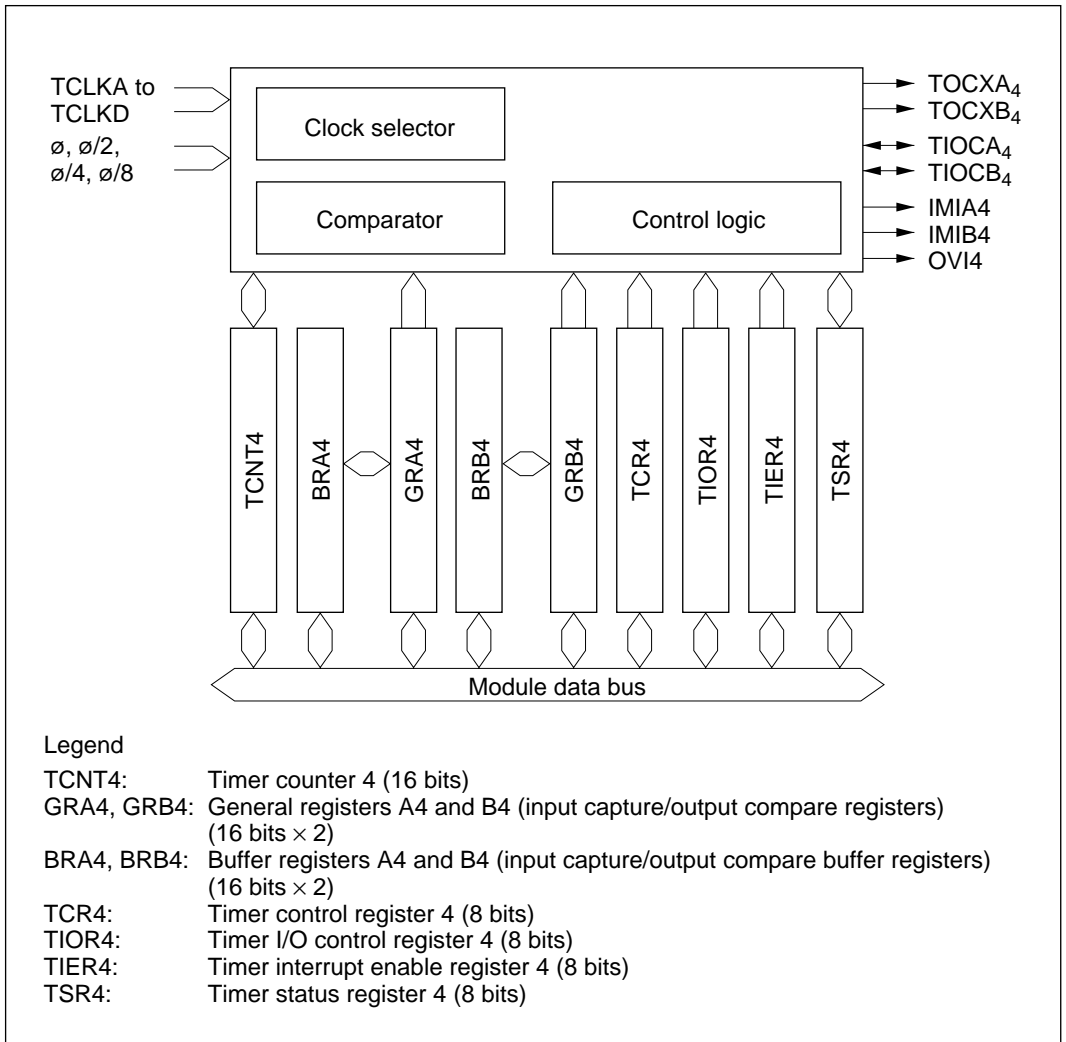 TCLKA to
TCLKD
ø, ø/2,
ø/4, ø/8
Clock selector
Comparator
Control logic
TOCXA4
TOCXB4
TIOCA4
TIOCB4
IMIA4
IMIB4
OVI4
TCNT4
BRA4
GRA4
BRB4
GRB4
TCR4
TIOR4
TIER4
TSR4
Module data bus
Legend
TCNT4: Timer counter 4 (16 bits)
GRA4, GRB4: General registers A4 and B4 (input capture/output compare registers)
(16 bits × 2)
BRA4, BRB4: Buffer registers A4 and B4 (input capture/output compare buffer registers)
(16 bits × 2)
TCR4: Timer control register 4 (8 bits)
TIOR4: Timer I/O control register 4 (8 bits)
TIER4: Timer interrupt enable register 4 (8 bits)
TSR4: Timer status register 4 (8 bits)